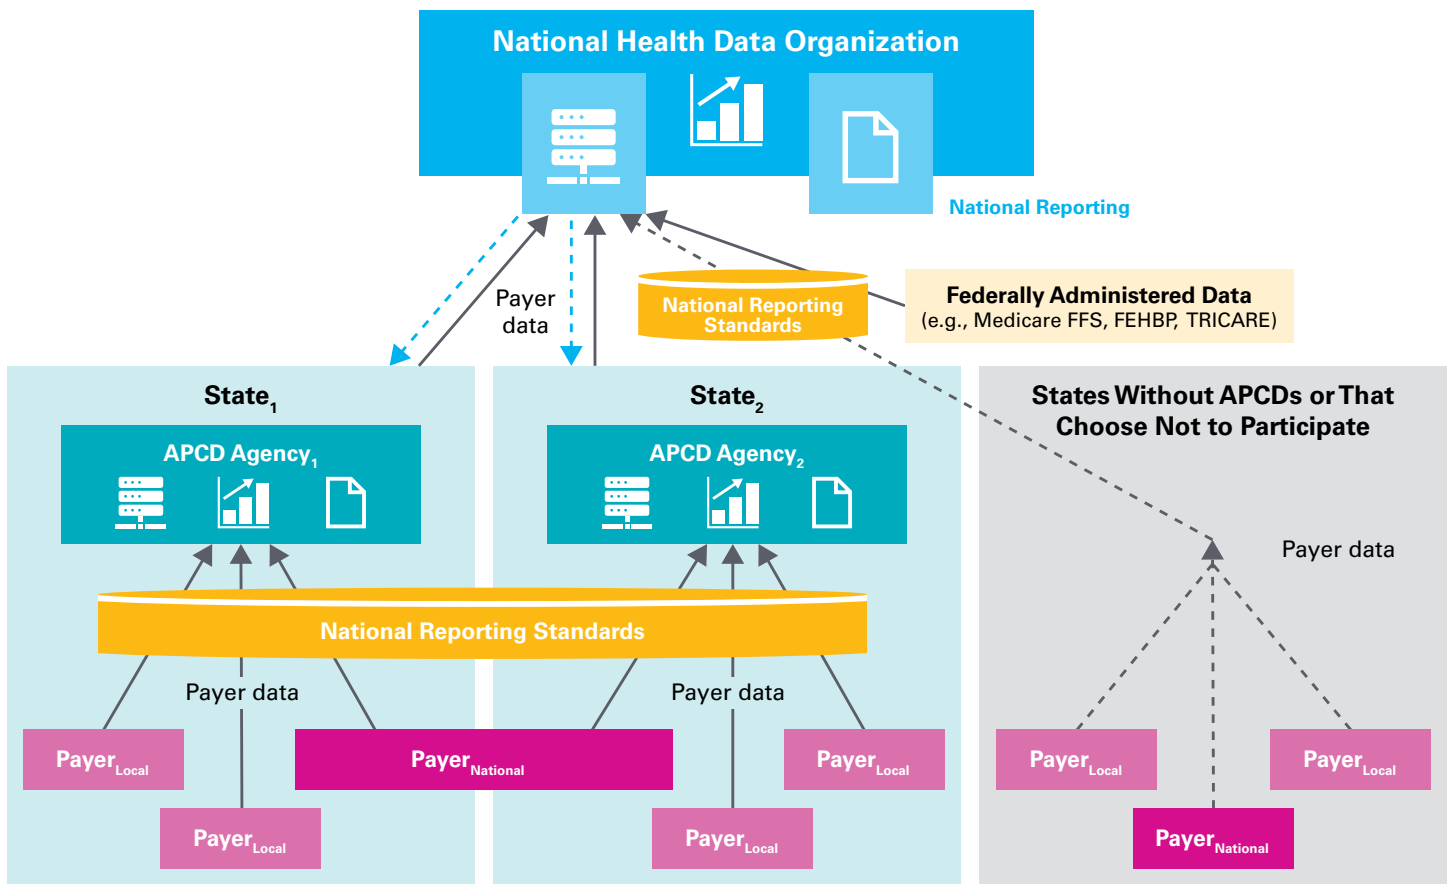 National Health Data Organization
National Reporting
Payer
data
National Reporting
Standards
Federally Administered Data
(e.g., Medicare FFS, FEHBP, TRICARE)
State1
State2
States Without APCDs or That
Choose Not to Participate
APCD Agency1
APCD Agency2
Payer data
National Reporting Standards
Payer data
Payer data
PayerLocal
PayerNational
PayerLocal
PayerLocal
PayerLocal
PayerLocal
PayerLocal
PayerNational